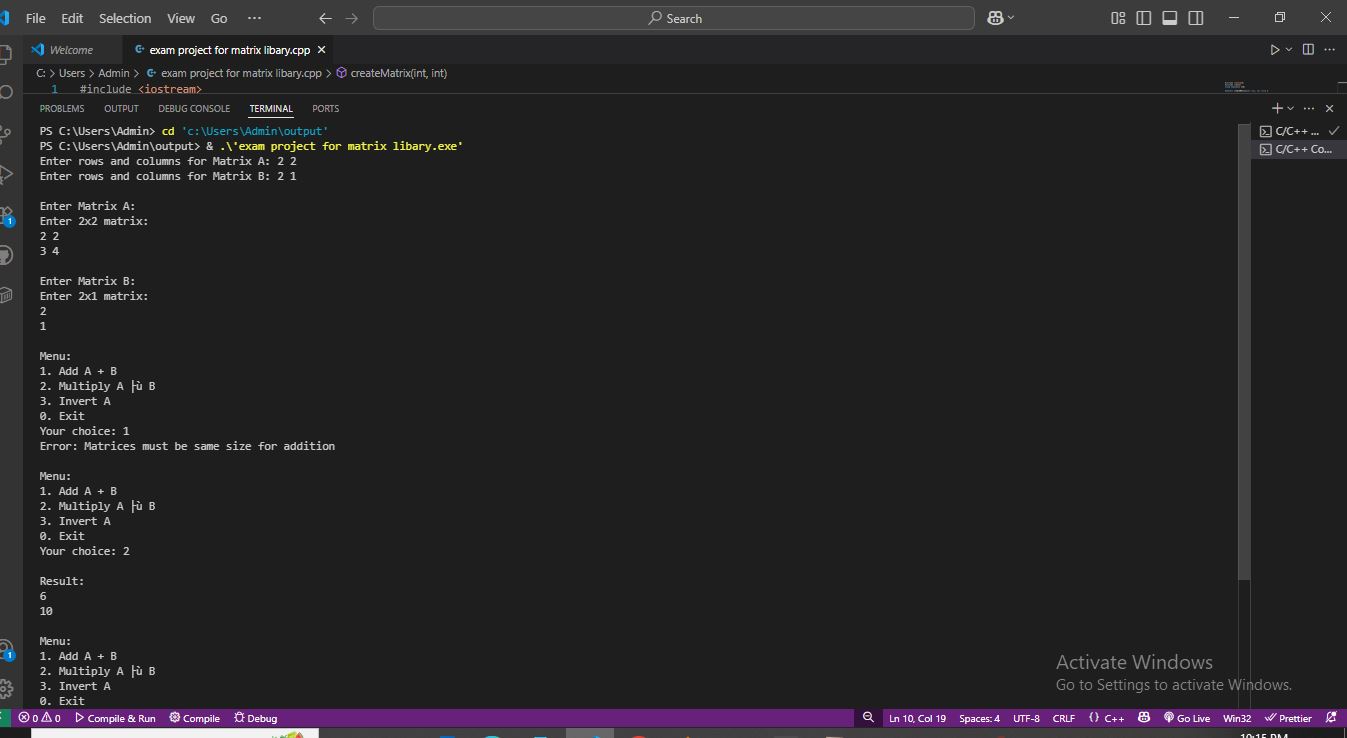 File Edit Selection View Go ··· Search
Welcome exam project for matrix libary.cpp
C: > Users > Admin > exam project for matrix libary.cpp > createMatrix(int, int)
1 #include <iostream>
PROBLEMS OUTPUT DEBUG CONSOLE TERMINAL PORTS
PS C:\Users\Admin> cd 'c:\Users\Admin\output'
PS C:\Users\Admin\output> & .\'exam project for matrix libary.exe'
Enter rows and columns for Matrix A: 2 2
Enter rows and columns for Matrix B: 2 1
Enter Matrix A:
Enter 2x2 matrix:
2 2
3 4
Enter Matrix B:
Enter 2x1 matrix:
2
1
Menu:
1. Add A + B
2. Multiply A ├ù B
3. Invert A
0. Exit
Your choice: 1
Error: Matrices must be same size for addition
Menu:
1. Add A + B
2. Multiply A ├ù B
3. Invert A
0. Exit
Your choice: 2
Result:
6
10
Menu:
1. Add A + B
2. Multiply A ├ù B
3. Invert A
0. Exit
C/C++ ...
C/C++ Co...
1
1
Activate Windows
Go to Settings to activate Windows.
0 0 Compile & Run Compile Debug Ln 10, Col 19 Spaces: 4 UTF-8 CRLF {} C++ Go Live Win32 Prettier
10:15 PM